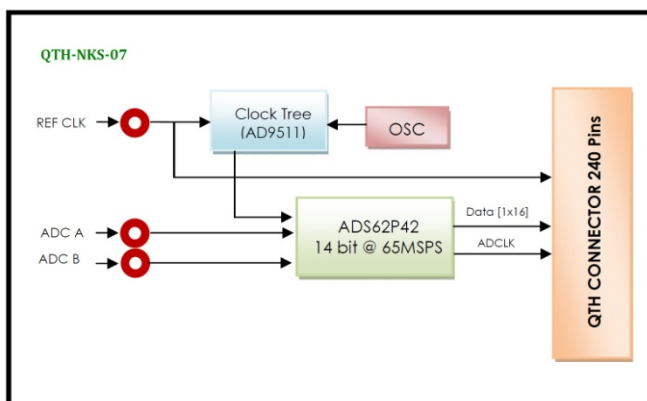 QTH-NKS-07
REF CLK
Clock Tree
(AD9511)
OSC
ADC A
ADC B
ADS62P42
14 bit @ 65MSPS
Data [1x16]
ADCLK
QTH CONNECTOR 240 Pins